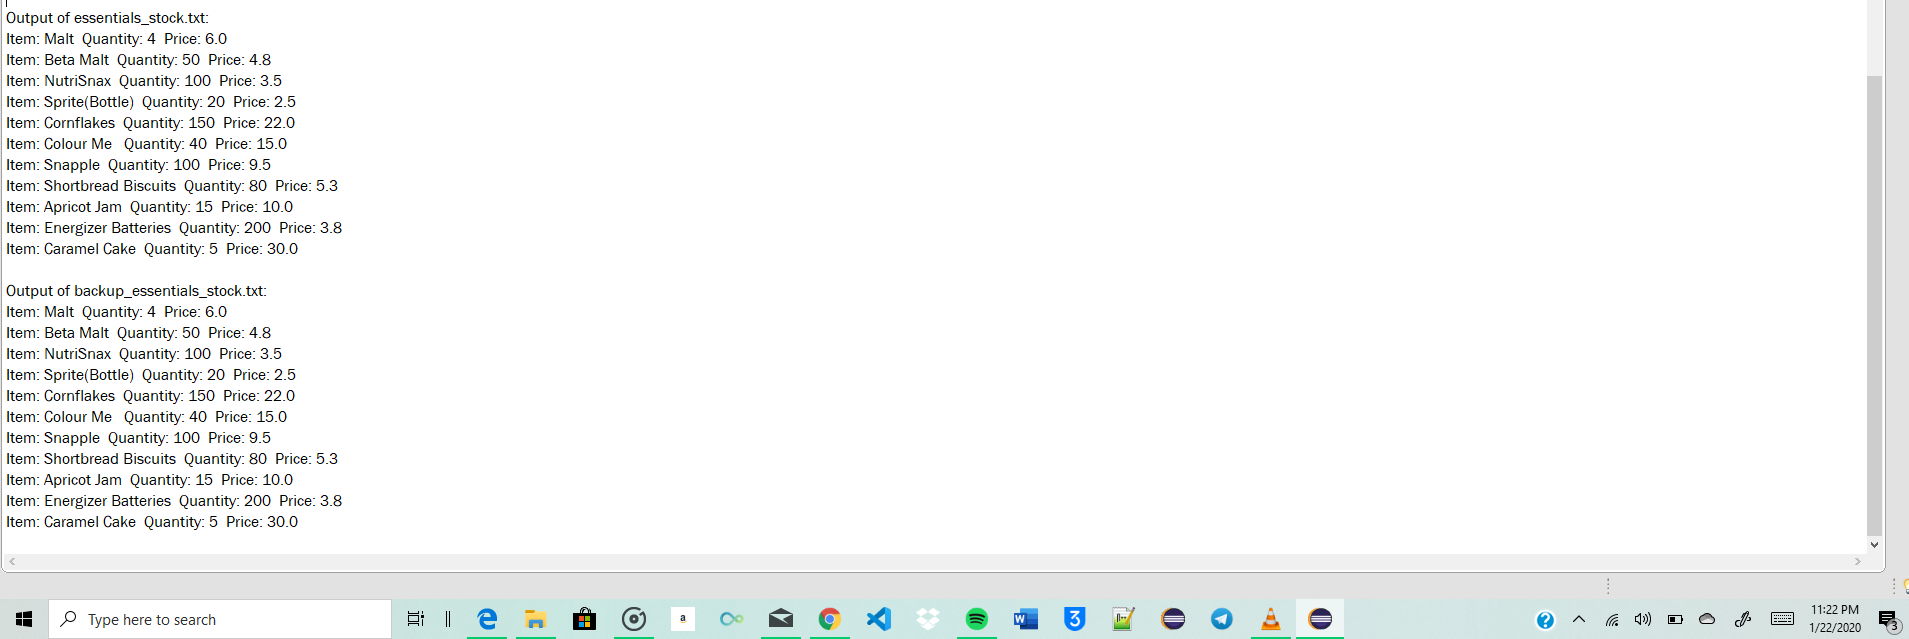 Output of essentials_stock.txt:
Item: Malt  Quantity: 4  Price: 6.0
Item: Beta Malt  Quantity: 50  Price: 4.8
Item: NutriSnax  Quantity: 100  Price: 3.5
Item: Sprite(Bottle)  Quantity: 20  Price: 2.5
Item: Cornflakes  Quantity: 150  Price: 22.0
Item: Colour Me   Quantity: 40  Price: 15.0
Item: Snapple  Quantity: 100  Price: 9.5
Item: Shortbread Biscuits  Quantity: 80  Price: 5.3
Item: Apricot Jam  Quantity: 15  Price: 10.0
Item: Energizer Batteries  Quantity: 200  Price: 3.8
Item: Caramel Cake  Quantity: 5  Price: 30.0

Output of backup_essentials_stock.txt:
Item: Malt  Quantity: 4  Price: 6.0
Item: Beta Malt  Quantity: 50  Price: 4.8
Item: NutriSnax  Quantity: 100  Price: 3.5
Item: Sprite(Bottle)  Quantity: 20  Price: 2.5
Item: Cornflakes  Quantity: 150  Price: 22.0
Item: Colour Me   Quantity: 40  Price: 15.0
Item: Snapple  Quantity: 100  Price: 9.5
Item: Shortbread Biscuits  Quantity: 80  Price: 5.3
Item: Apricot Jam  Quantity: 15  Price: 10.0
Item: Energizer Batteries  Quantity: 200  Price: 3.8
Item: Caramel Cake  Quantity: 5  Price: 30.0
Type here to search
11:22 PM
1/22/2020
3